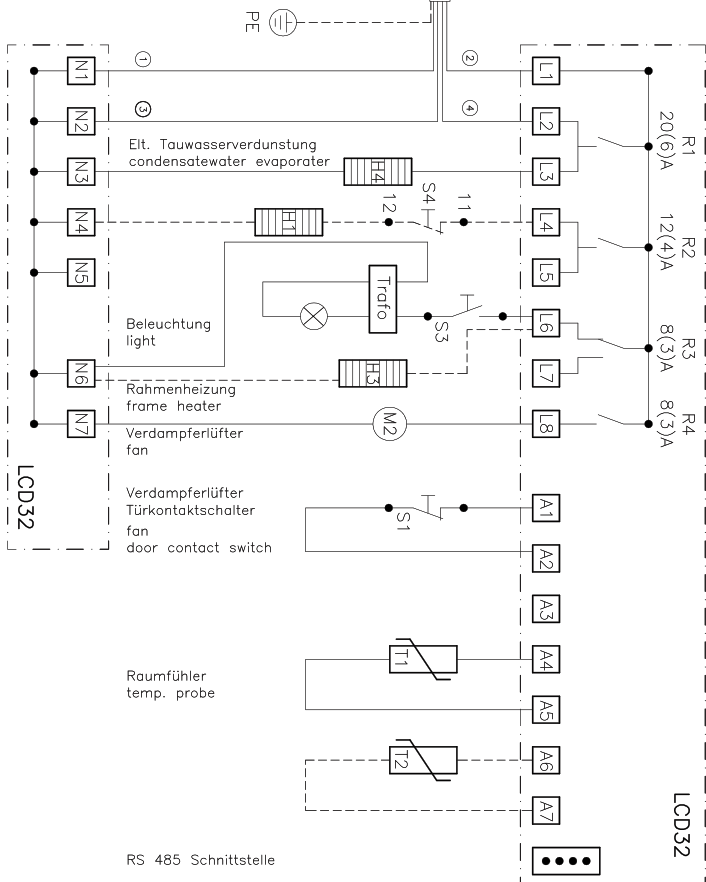 PE
N1
1
2
L1
N2
3
4
L2
20(6)A
R1
Elt. Tauwasserverdunstung
condensatewater evaporater
N3
H4
L3
N4
H1
12
S4
11
L4
12(4)A
R2
N5
Trafo
L5
Beleuchtung
light
S3
L6
8(3)A
R3
N6
H3
L7
Rahmenheizung
frame heater
N7
Verdampferlüfter
fan
M2
L8
8(3)A
R4
LCD32
Verdampferlüfter
Türkontaktschalter
fan
door contact switch
S1
A1
A2
A3
T1
A4
Raumfühler
temp. probe
A5
T2
A6
A7
LCD32
RS 485 Schnittstelle